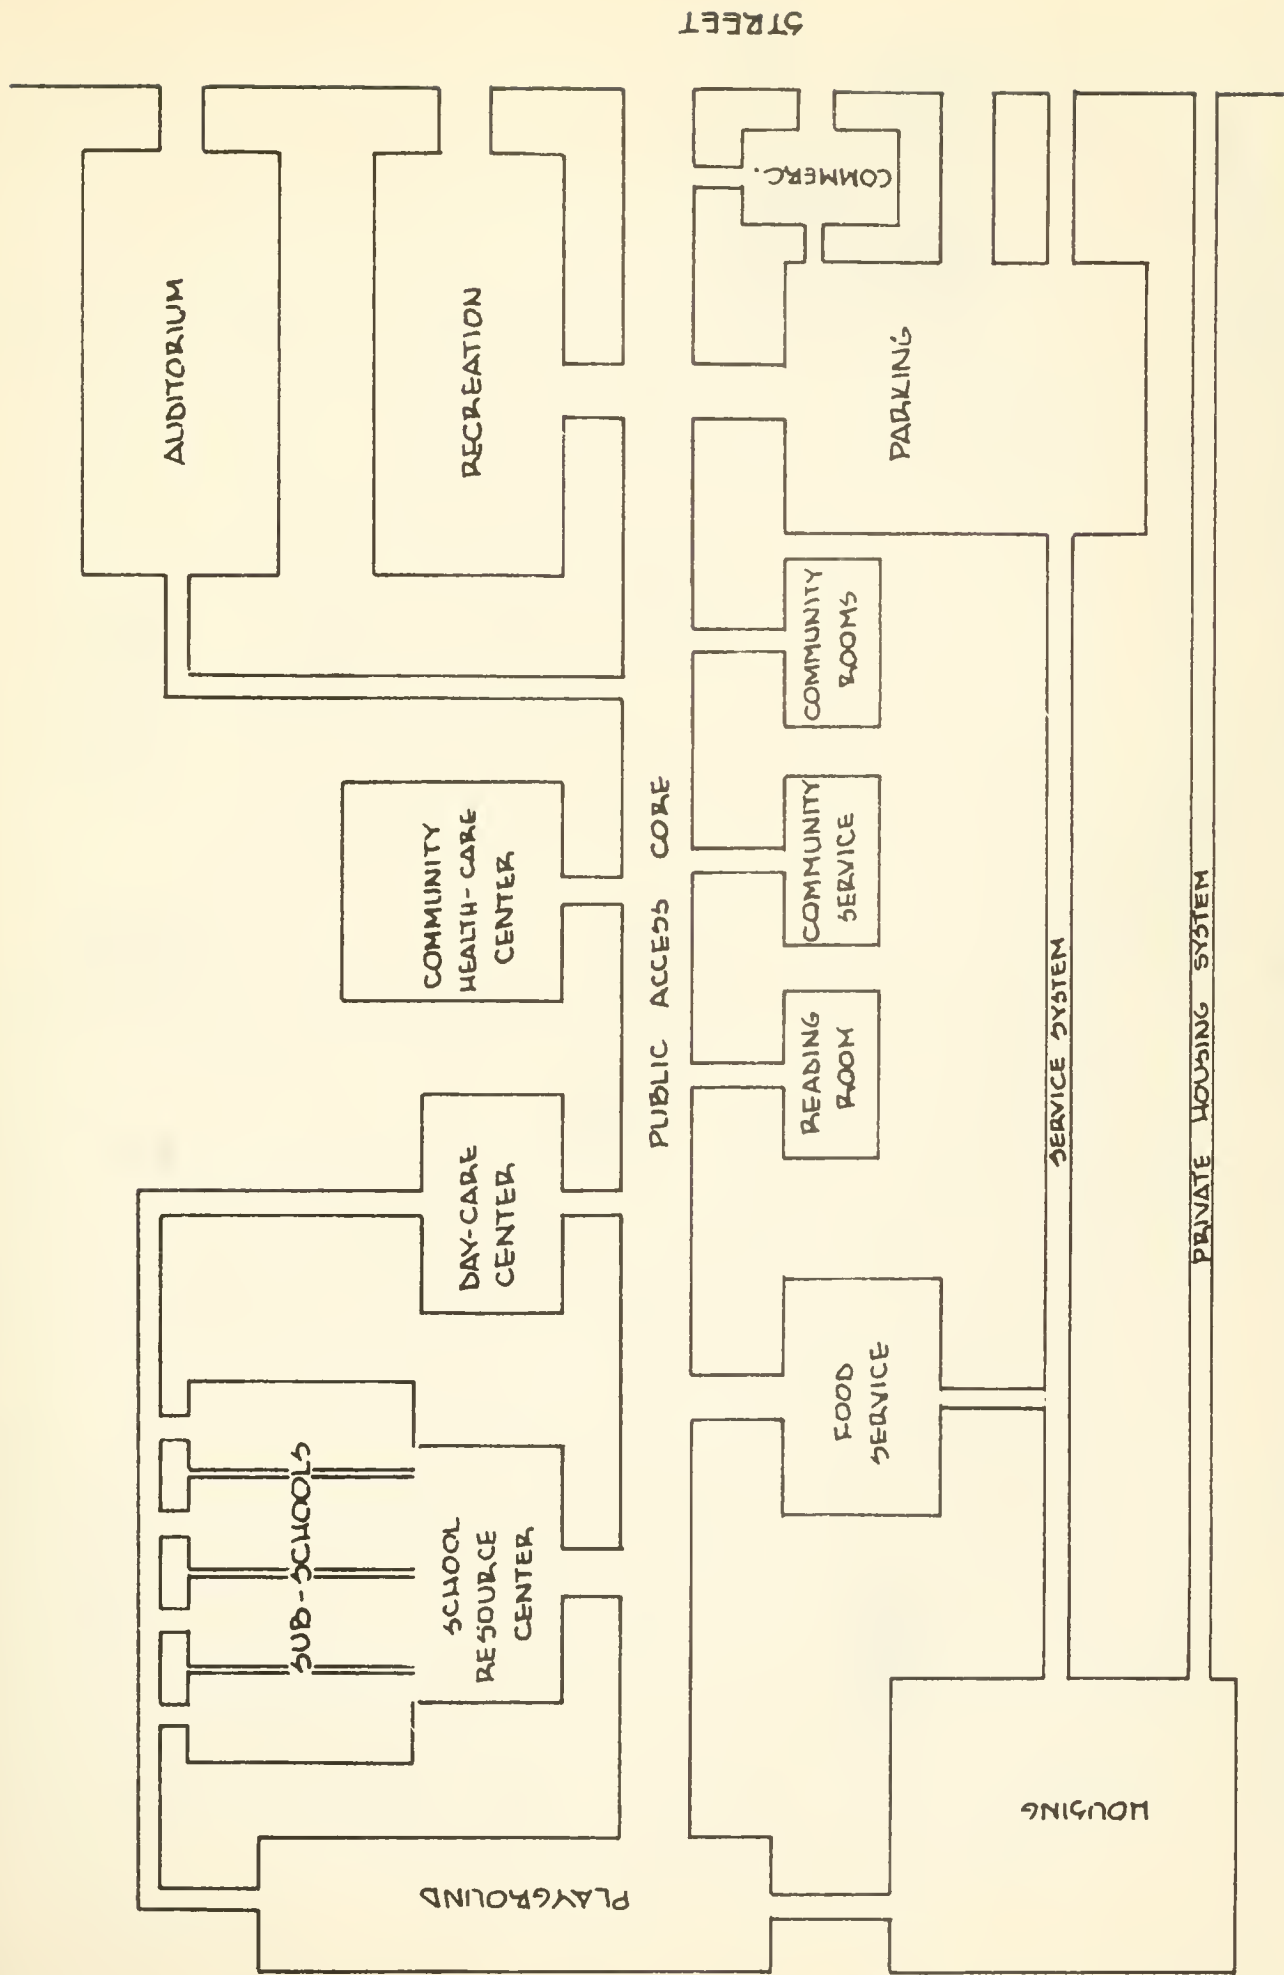 STREET
AUDITORIUM
RECREATION
COMMERC.
PARKING
COMMUNITY
ROOMS
COMMUNITY
HEALTH-CARE
CENTER
PUBLIC ACCESS CORE
COMMUNITY
SERVICE
READING
ROOM
DAY-CARE
CENTER
SERVICE SYSTEM
PRIVATE HOUSING SYSTEM
FOOD
SERVICE
SUB-SCHOOLS
SCHOOL
RESOURCE
CENTER
PLAYGROUND
HOUSING